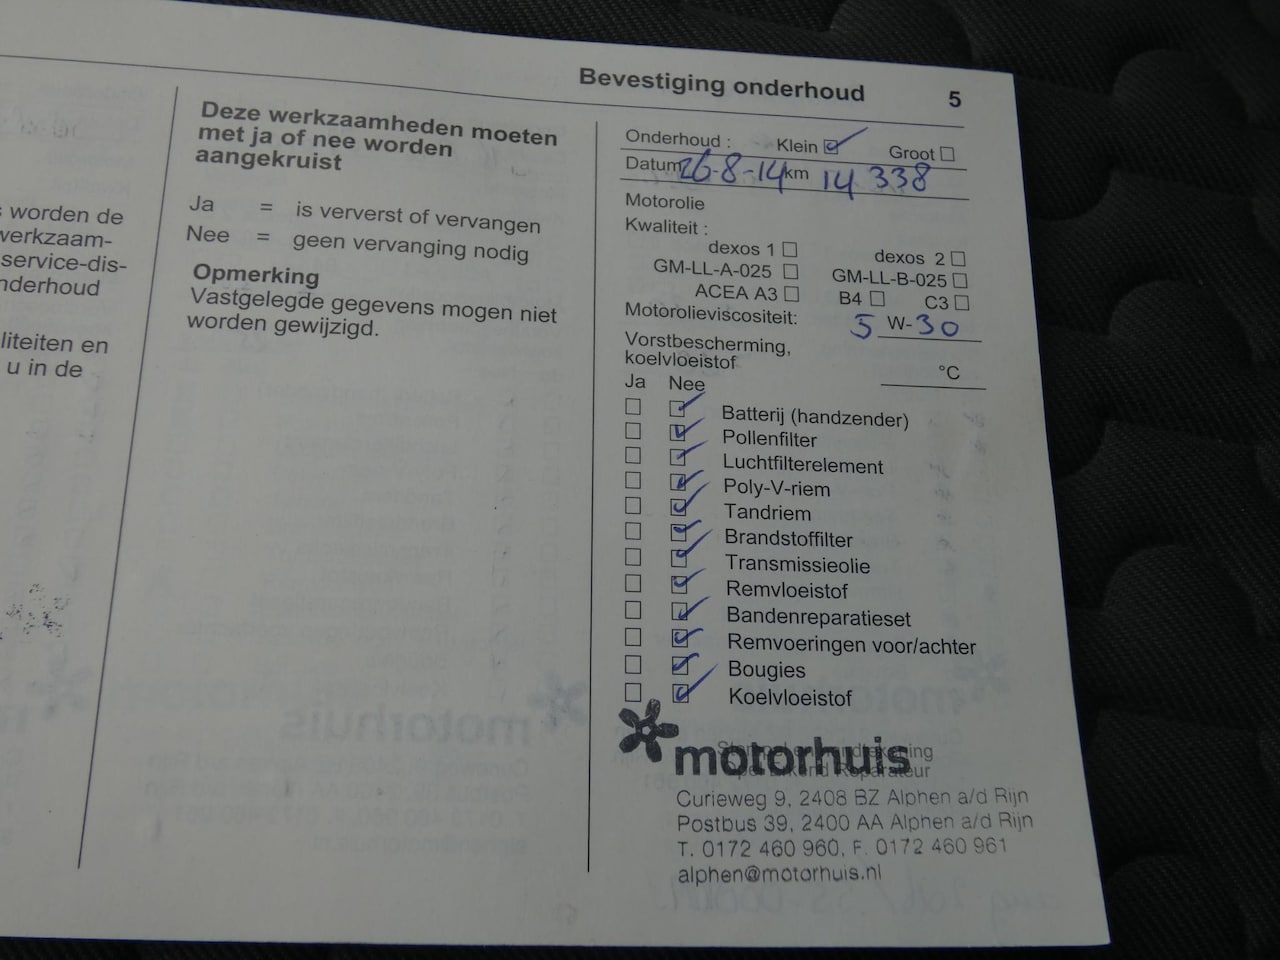 Bevestiging onderhoud 5
s worden de
werkzaam-
service-dis-
nderhoud
liteiten en
u in de
Deze werkzaamheden moeten
met ja of nee worden
aangekruist
Ja = is ververst of vervangen
Nee = geen vervanging nodig
Opmerking
Vastgelegde gegevens mogen niet
worden gewijzigd.
Onderhoud : Klein ☑ Groot ☐
Datum 26-8-14 km 14 338
Motorolie
Kwaliteit :
dexos 1 ☐ dexos 2 ☐
GM-LL-A-025 ☐ GM-LL-B-025 ☐
ACEA A3 ☐ B4 ☐ C3 ☐
Motorolieviscositeit: 5 W-30
Vorstbescherming,
koelvloeistof °C
Ja Nee
☐ ☑ Batterij (handzender)
☐ ☑ Pollenfilter
☐ ☑ Luchtfilterelement
☐ ☑ Poly-V-riem
☐ ☑ Tandriem
☐ ☑ Brandstoffilter
☐ ☑ Transmissieolie
☐ ☑ Remvloeistof
☐ ☑ Bandenreparatieset
☐ ☑ Remvoeringen voor/achter
☐ ☑ Bougies
☐ ☑ Koelvloeistof
motorhuis
Curieweg 9, 2408 BZ Alphen a/d Rijn
Postbus 39, 2400 AA Alphen a/d Rijn
T. 0172 460 960, F. 0172 460 961
alphen@motorhuis.nl